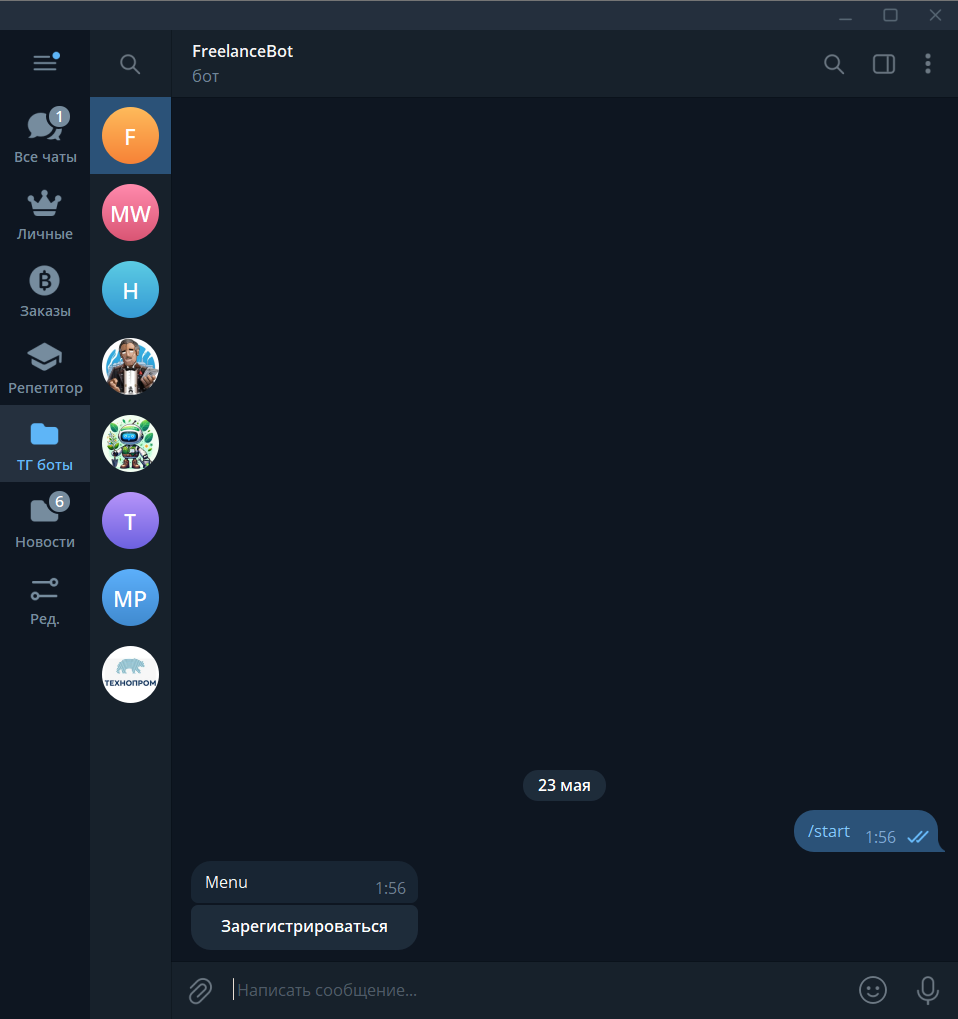 FreelanceBot
бот
1
Все чаты
Личные
Заказы
Репетитор
ТГ боты
6
Новости
Ред.
F
MW
H
T
MP
ТЕХНОПРОМ
23 мая
/start 1:56
Menu 1:56
Зарегистрироваться
Написать сообщение...